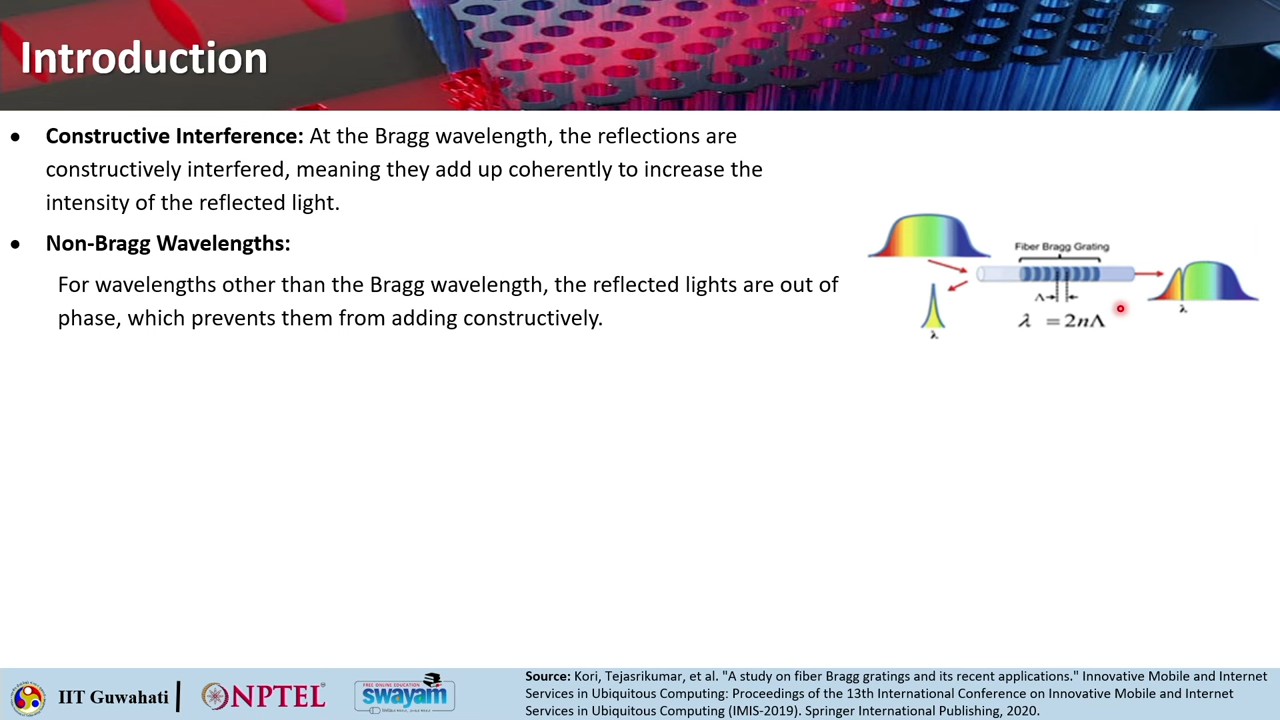 Introduction
● Constructive Interference: At the Bragg wavelength, the reflections are
constructively interfered, meaning they add up coherently to increase the
intensity of the reflected light.
● Non-Bragg Wavelengths:
For wavelengths other than the Bragg wavelength, the reflected lights are out of
phase, which prevents them from adding constructively.
Fiber Bragg Grating
Λ
λ = 2nΛ
λ
λ
IIT Guwahati
NPTEL
FREE ONLINE EDUCATION
swayam
Source: Kori, Tejasrikumar, et al. "A study on fiber Bragg gratings and its recent applications." Innovative Mobile and Internet
Services in Ubiquitous Computing: Proceedings of the 13th International Conference on Innovative Mobile and Internet
Services in Ubiquitous Computing (IMIS-2019). Springer International Publishing, 2020.